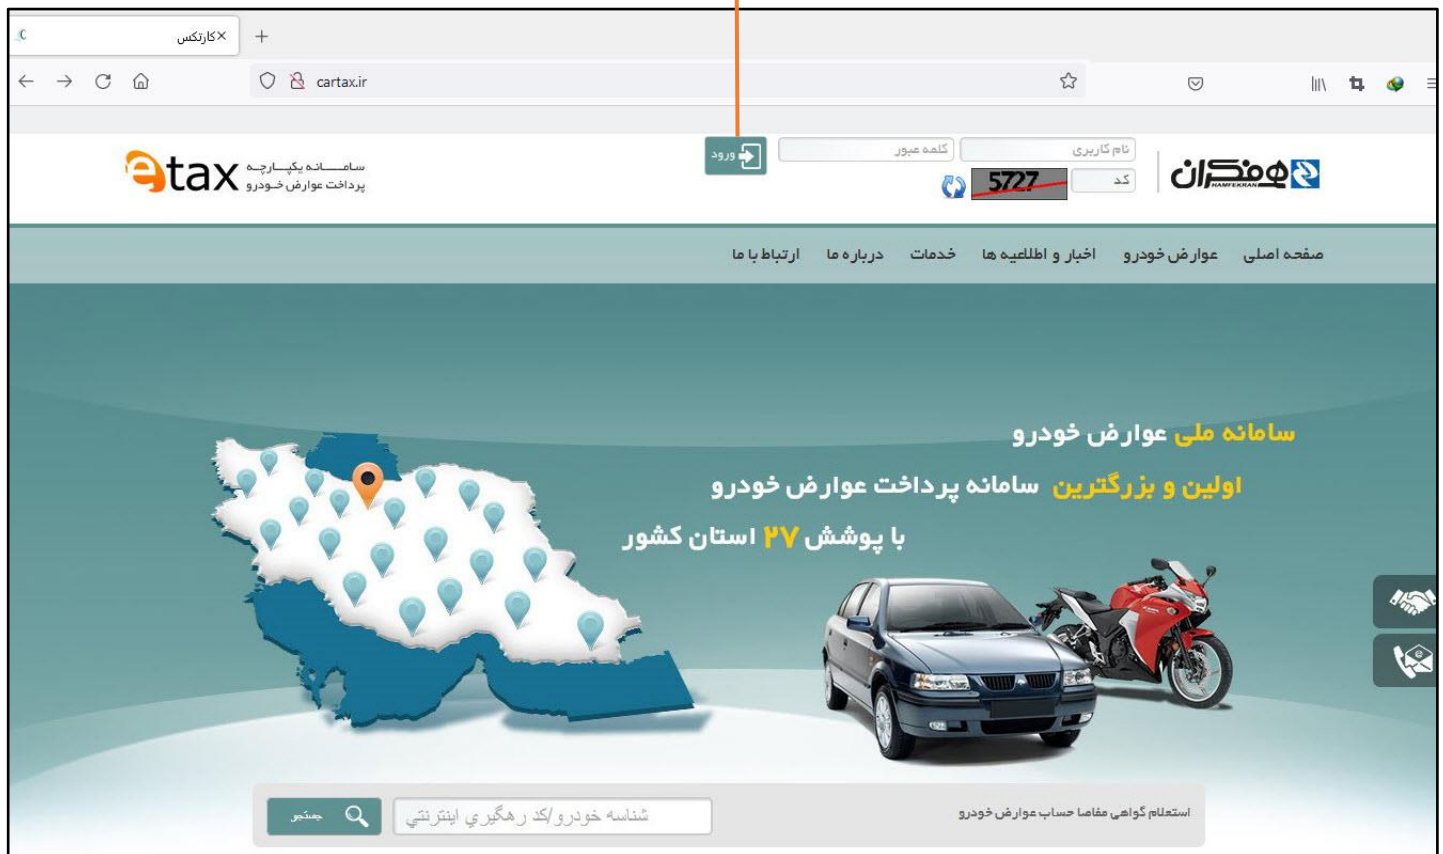 کارتکس
cartax.ir
نام کاربری
کلمه عبور
ورود
کد
5727
همفکران
HAMFEKRAN
etax
سامانه یکپارچه
پرداخت عوارض خودرو
صفحه اصلی
عوارض خودرو
اخبار و اطلاعیه ها
خدمات
درباره ما
ارتباط با ما
سامانه ملی عوارض خودرو
اولین و بزرگترین سامانه پرداخت عوارض خودرو
با پوشش ۲۷ استان کشور
استعلام گواهی مفاصا حساب عوارض خودرو
شناسه خودرو/کد رهگيري اينترنتي
جستجو